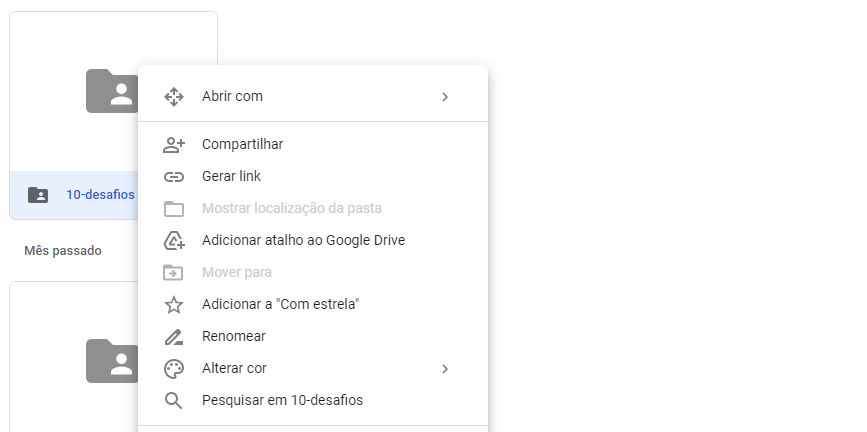 Abrir com
Compartilhar
Gerar link
10-desafios
Mostrar localização da pasta
Adicionar atalho ao Google Drive
Mês passado
Mover para
Adicionar a "Com estrela"
Renomear
Alterar cor
Pesquisar em 10-desafios